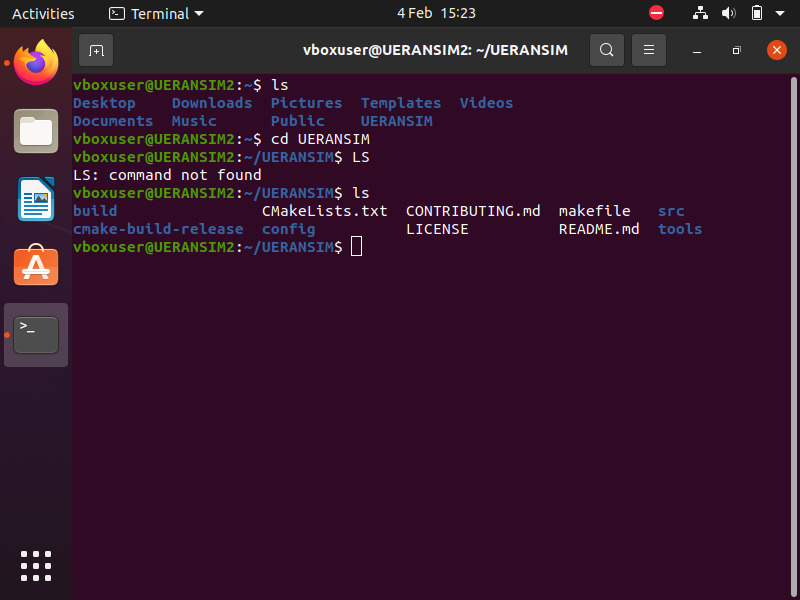 Activities Terminal 4 Feb 15:23
vboxuser@UERANSIM2: ~/UERANSIM
vboxuser@UERANSIM2:~$ ls
Desktop Downloads Pictures Templates Videos
Documents Music Public UERANSIM
vboxuser@UERANSIM2:~$ cd UERANSIM
vboxuser@UERANSIM2:~/UERANSIM$ LS
LS: command not found
vboxuser@UERANSIM2:~/UERANSIM$ ls
build CMakeLists.txt CONTRIBUTING.md makefile src
cmake-build-release config LICENSE README.md tools
vboxuser@UERANSIM2:~/UERANSIM$
>_